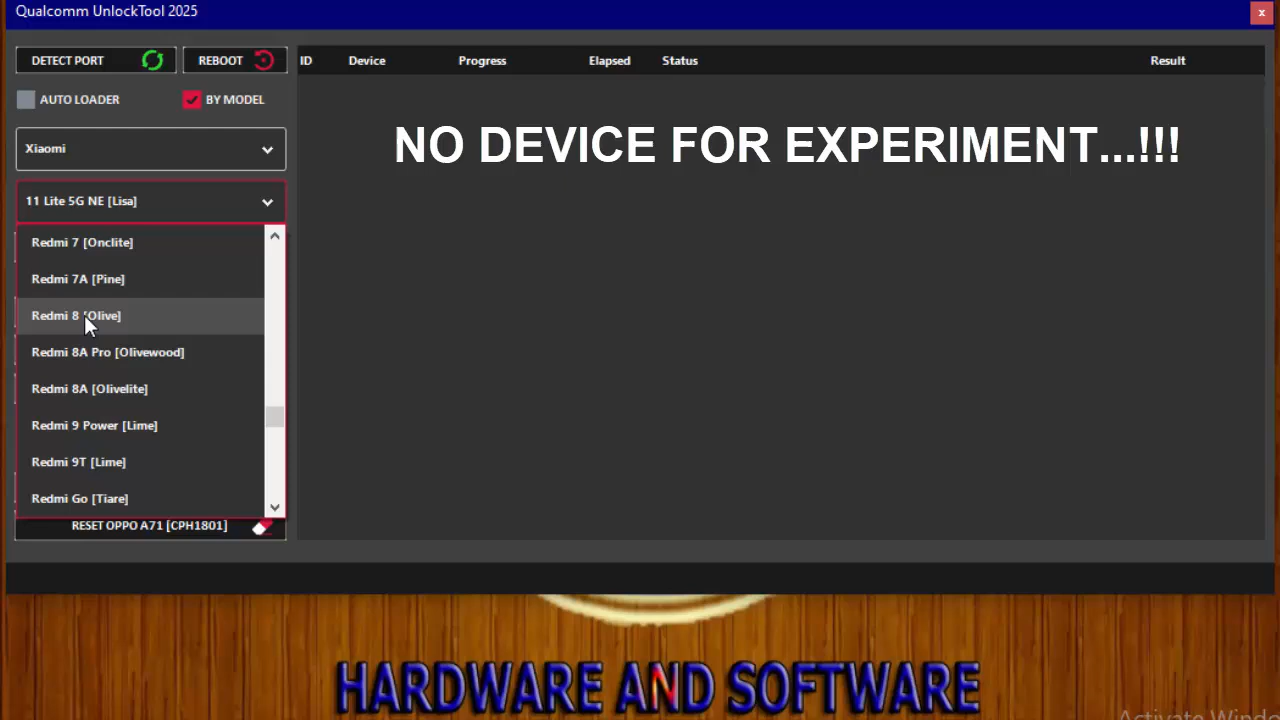 Qualcomm UnlockTool 2025
x
DETECT PORT
REBOOT
ID Device Progress Elapsed Status Result
AUTO LOADER
BY MODEL
NO DEVICE FOR EXPERIMENT...!!!
Xiaomi
11 Lite 5G NE [Lisa]
Redmi 7 [Onclite]
Redmi 7A [Pine]
Redmi 8 [Olive]
Redmi 8A Pro [Olivewood]
Redmi 8A [Olivelite]
Redmi 9 Power [Lime]
Redmi 9T [Lime]
Redmi Go [Tiare]
RESET OPPO A71 [CPH1801]
HARDWARE AND SOFTWARE